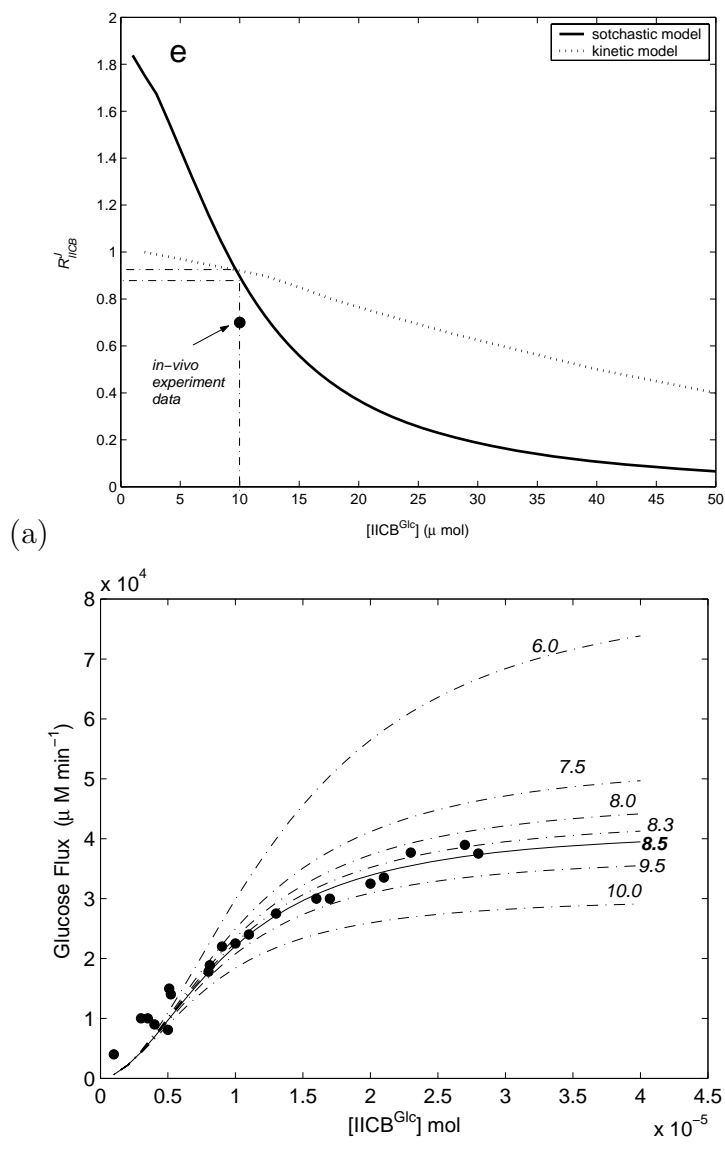 2
e
sotchastic model
kinetic model
1.8
1.6
1.4
1.2
1
0.8
0.6
0.4
0.2
0
R^J_IICB
in−vivo
experiment
data
0 5 10 15 20 25 30 35 40 45 50
[IICB^Glc] (μ mol)
(a)
x 10^4
8
7
6
5
4
3
2
1
0
Glucose Flux (μ M min^−1)
6.0
7.5
8.0
8.3
8.5
9.5
10.0
0 0.5 1 1.5 2 2.5 3 3.5 4 4.5
[IICB^Glc] mol
x 10^−5